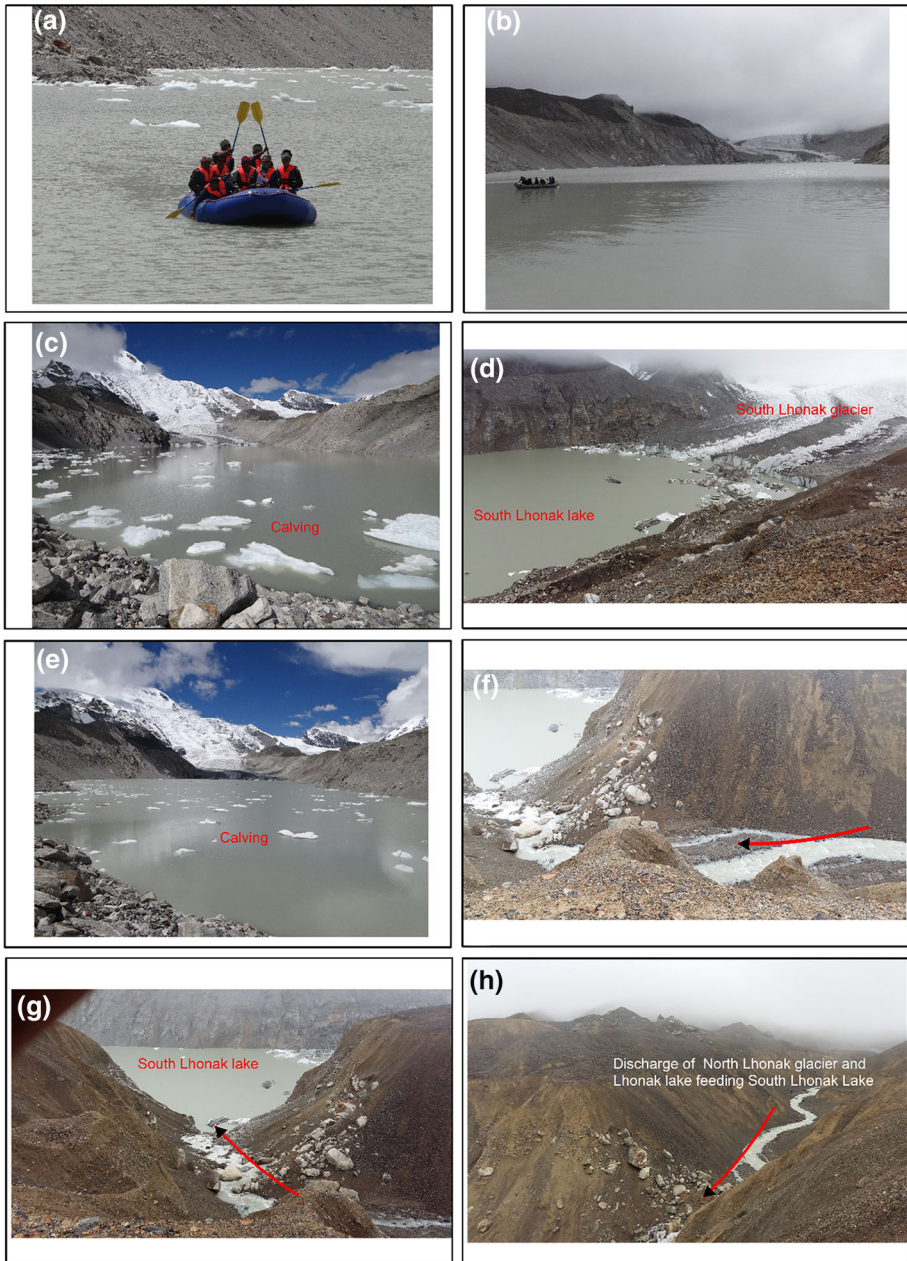 (a)
(b)
(c)
Calving
(d)
South Lhonak glacier
South Lhonak lake
(e)
Calving
(f)
(g)
South Lhonak lake
(h)
Discharge of North Lhonak glacier and
Lhonak lake feeding South Lhonak Lake